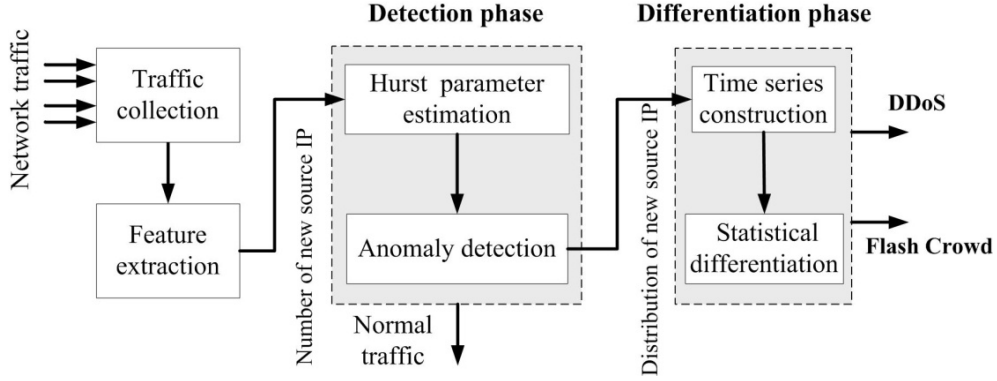 Detection phase
Differentiation phase
Network traffic
Traffic
collection
Feature
extraction
Number of new source IP
Hurst parameter
estimation
Anomaly detection
Normal
traffic
Distribution of new source IP
Time series
construction
Statistical
differentiation
DDoS
Flash Crowd